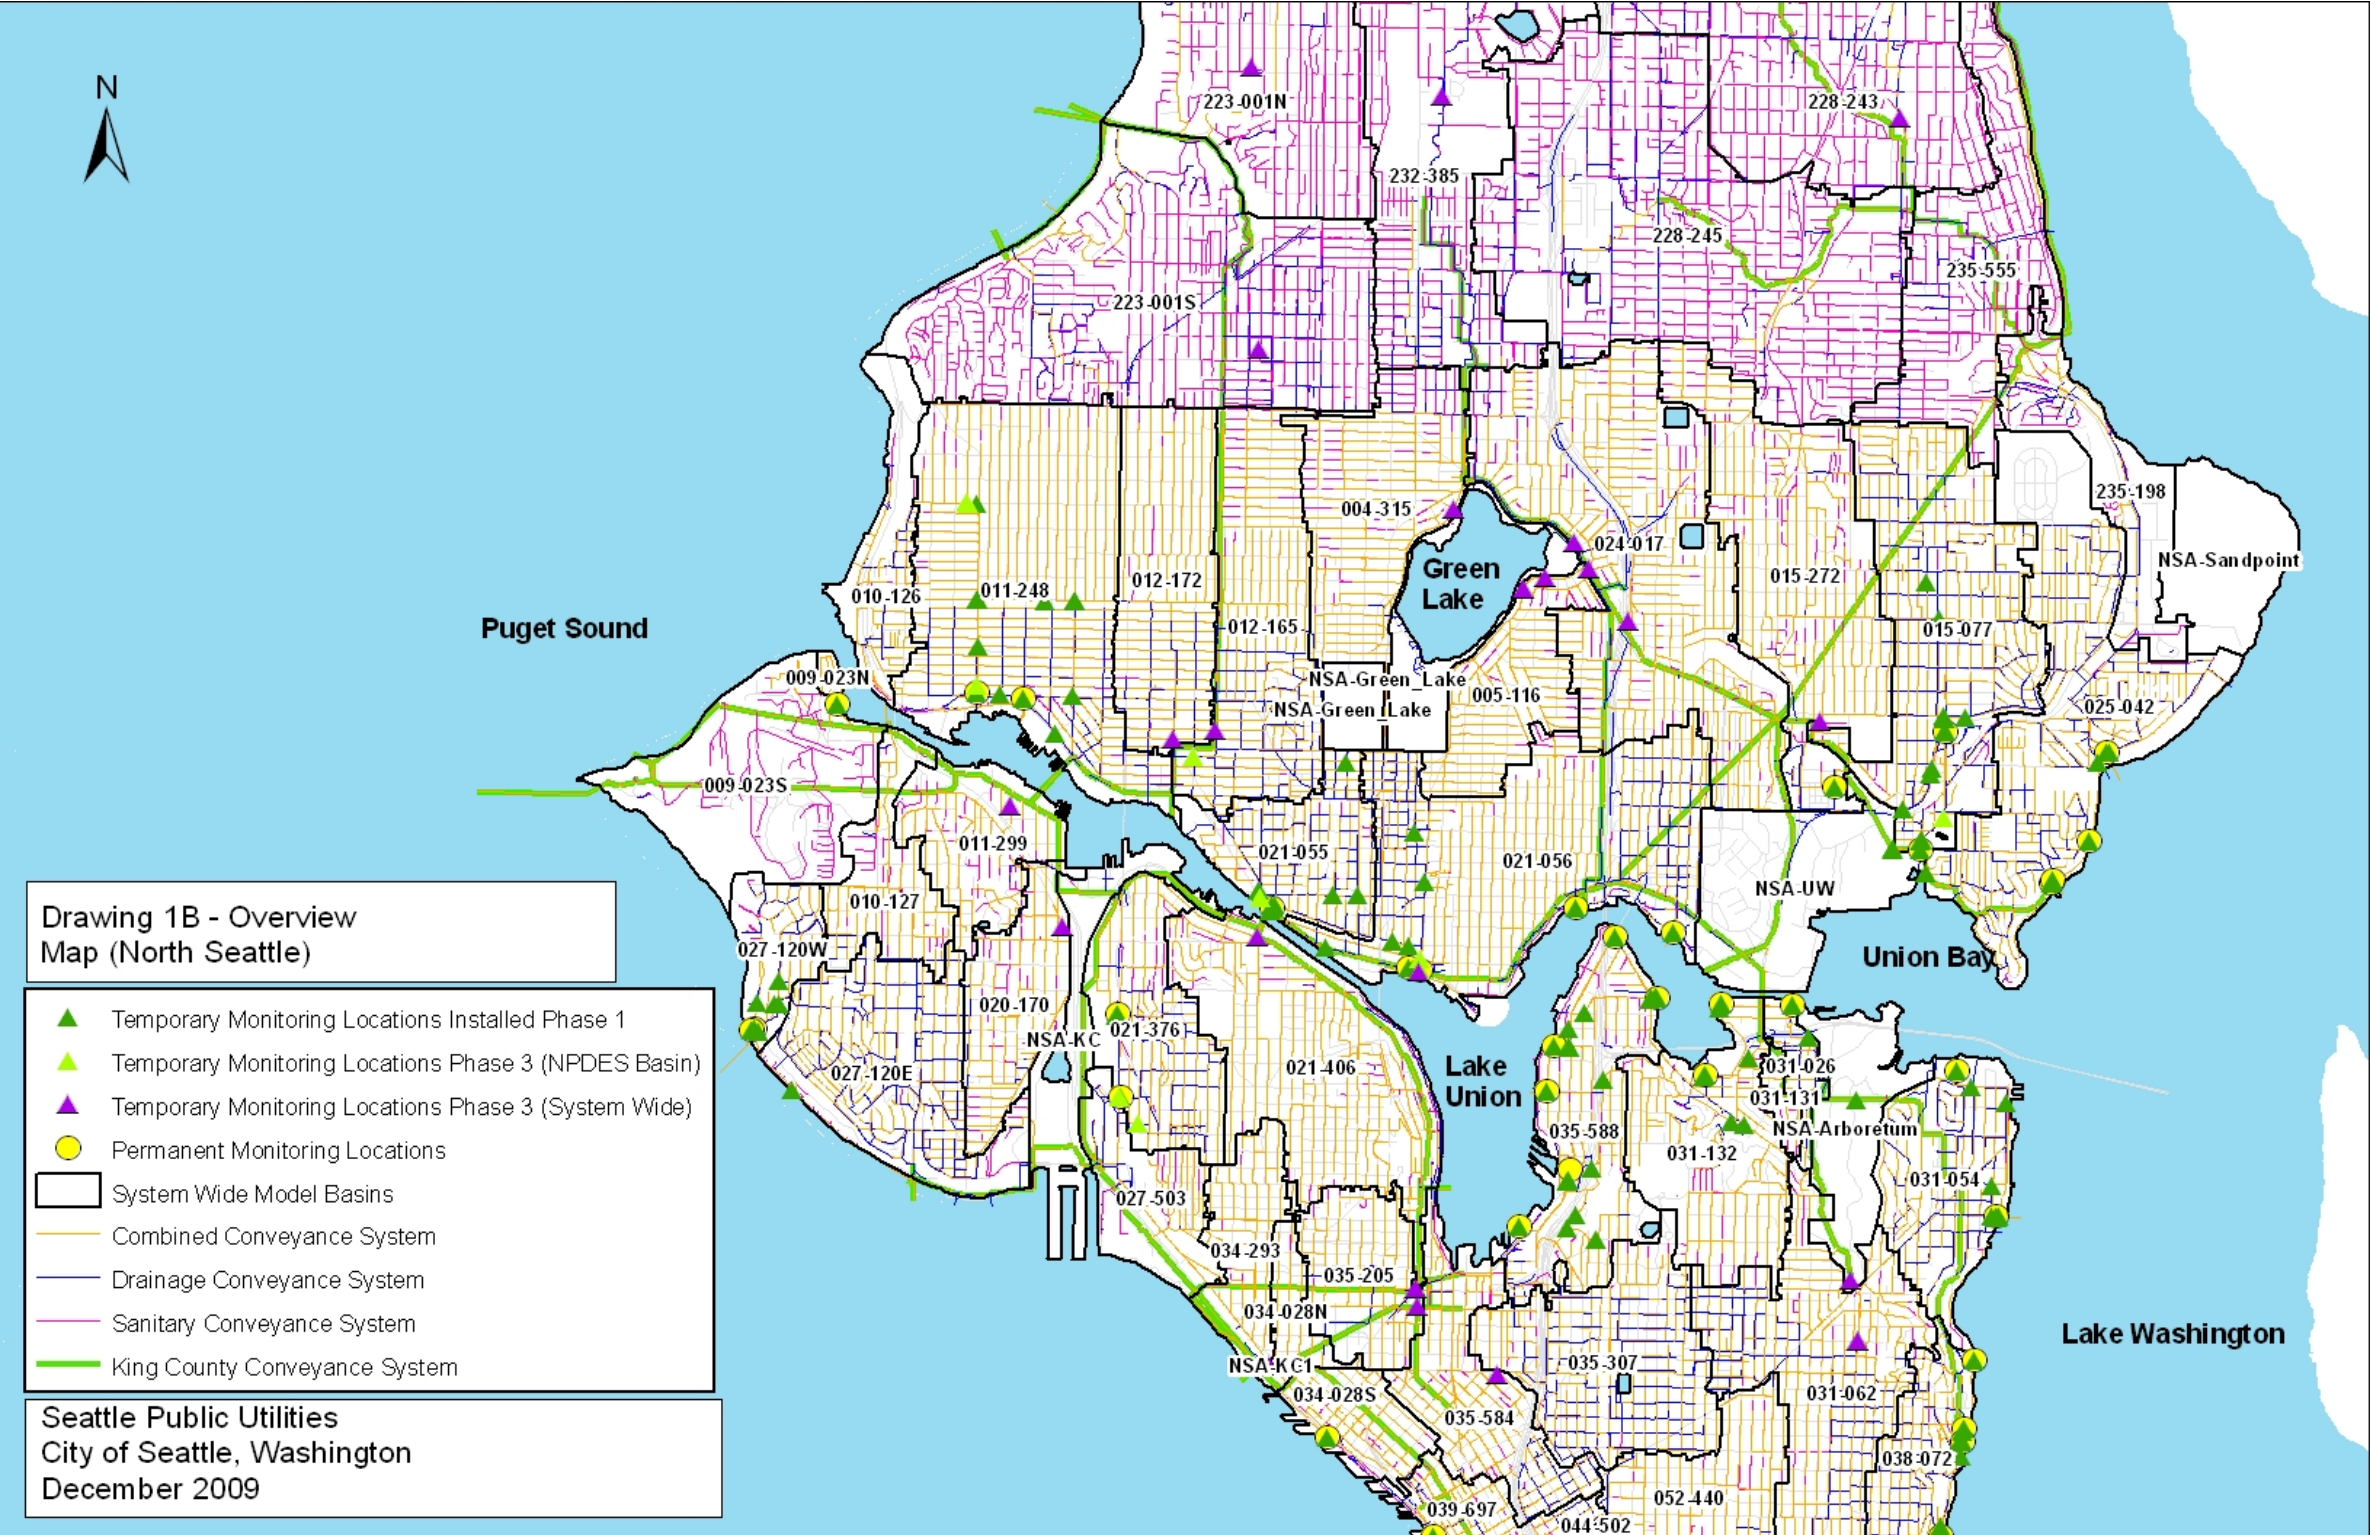 N
223-001N
228-243
232-385
228-245
235-555
223-001S
235-198
004-315
024-017
NSA-Sandpoint
Green
Lake
015-272
012-172
011-248
010-126
Puget Sound
012-165
015-077
009-023N
NSA-Green_Lake
005-116
NSA-Green_Lake
025-042
009-023S
011-299
021-055
021-056
NSA-UW
010-127
027-120W
Union Bay
020-170
021-376
NSA-KC
Lake
Union
021-406
031-026
027-120E
031-131
035-588
NSA-Arboretum
031-132
031-054
027-503
034-293
035-205
034-028N
Lake Washington
NSA-KC1
035-307
034-028S
031-062
035-584
038-072
052-440
039-697
044-502
Drawing 1B - Overview
Map (North Seattle)
Temporary Monitoring Locations Installed Phase 1
Temporary Monitoring Locations Phase 3 (NPDES Basin)
Temporary Monitoring Locations Phase 3 (System Wide)
Permanent Monitoring Locations
System Wide Model Basins
Combined Conveyance System
Drainage Conveyance System
Sanitary Conveyance System
King County Conveyance System
Seattle Public Utilities
City of Seattle, Washington
December 2009